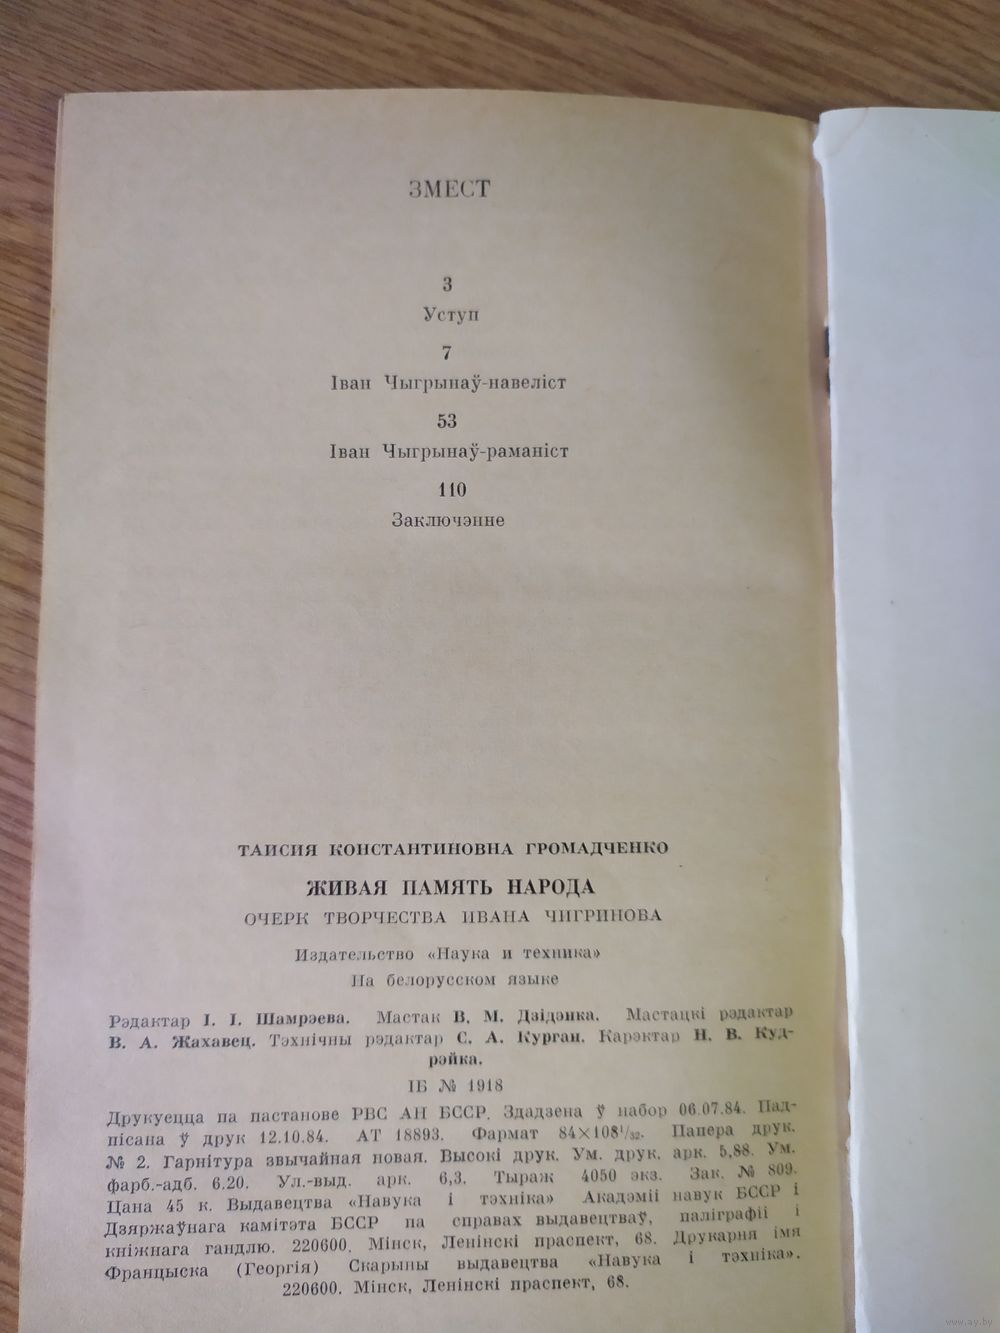 ЗМЕСТ
3
Уступ
7
Іван Чыгрынаў-навеліст
53
Іван Чыгрынаў-раманіст
110
Заключэнне
ТАИСИЯ КОНСТАНТИНОВНА ГРОМАДЧЕНКО
ЖИВАЯ ПАМЯТЬ НАРОДА
ОЧЕРК ТВОРЧЕСТВА ИВАНА ЧИГРИНОВА
Издательство «Наука и техника»
На белорусском языке
Рэдактар І. І. Шамрэева. Мастак В. М. Дзідэнка. Мастацкі рэдактар
В. А. Жахавец. Тэхнічны рэдактар С. А. Курган. Карэктар Н. В. Куд-
рэйка.
ІБ № 1918
Друкуецца па пастанове РВС АН БССР. Здадзена ў набор 06.07.84. Пад-
пісана ў друк 12.10.84. АТ 18893. Фармат 84×108¹/₃₂. Папера друк.
№ 2. Гарнітура звычайная новая. Высокі друк. Ум. друк. арк. 5,88. Ум.
фарб.-адб. 6.20. Ул.-выд. арк. 6,3. Тыраж 4050 экз. Зак. № 809.
Цана 45 к. Выдавецтва «Навука і тэхніка» Акадэміі навук БССР і
Дзяржаўнага камітэта БССР па справах выдавецтваў, паліграфіі і
кніжнага гандлю. 220600. Мінск, Ленінскі праспект, 68. Друкарня імя
Францыска (Георгія) Скарыны выдавецтва «Навука і тэхніка».
220600. Мінск, Ленінскі праспект, 68.
www.ay.by